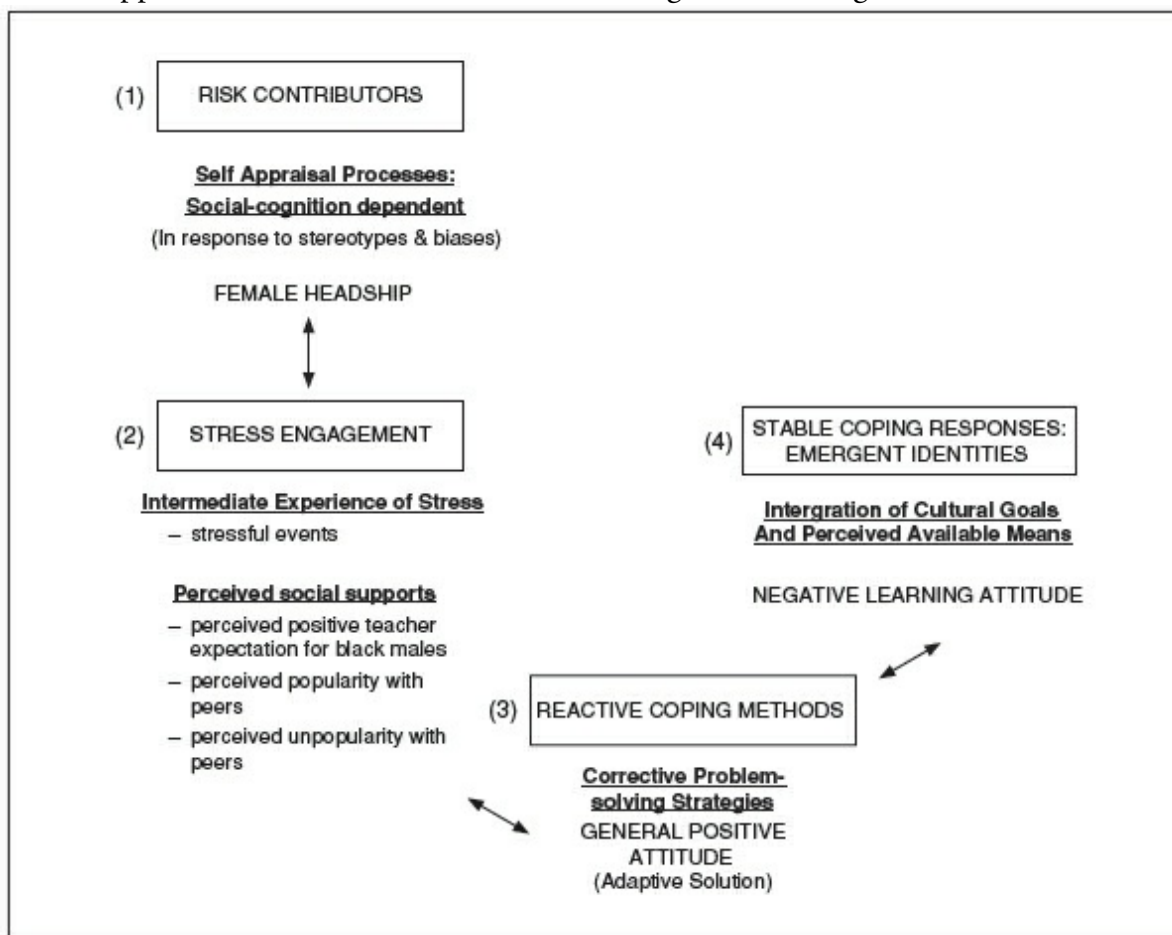 (1) RISK CONTRIBUTORS
Self Appraisal Processes:
Social-cognition dependent
(In response to stereotypes & biases)
FEMALE HEADSHIP
(2) STRESS ENGAGEMENT
Intermediate Experience of Stress
– stressful events
Perceived social supports
– perceived positive teacher
expectation for black males
– perceived popularity with
peers
– perceived unpopularity with
peers
(3) REACTIVE COPING METHODS
Corrective Problem-
solving Strategies
GENERAL POSITIVE
ATTITUDE
(Adaptive Solution)
(4) STABLE COPING RESPONSES:
EMERGENT IDENTITIES
Intergration of Cultural Goals
And Perceived Available Means
NEGATIVE LEARNING ATTITUDE